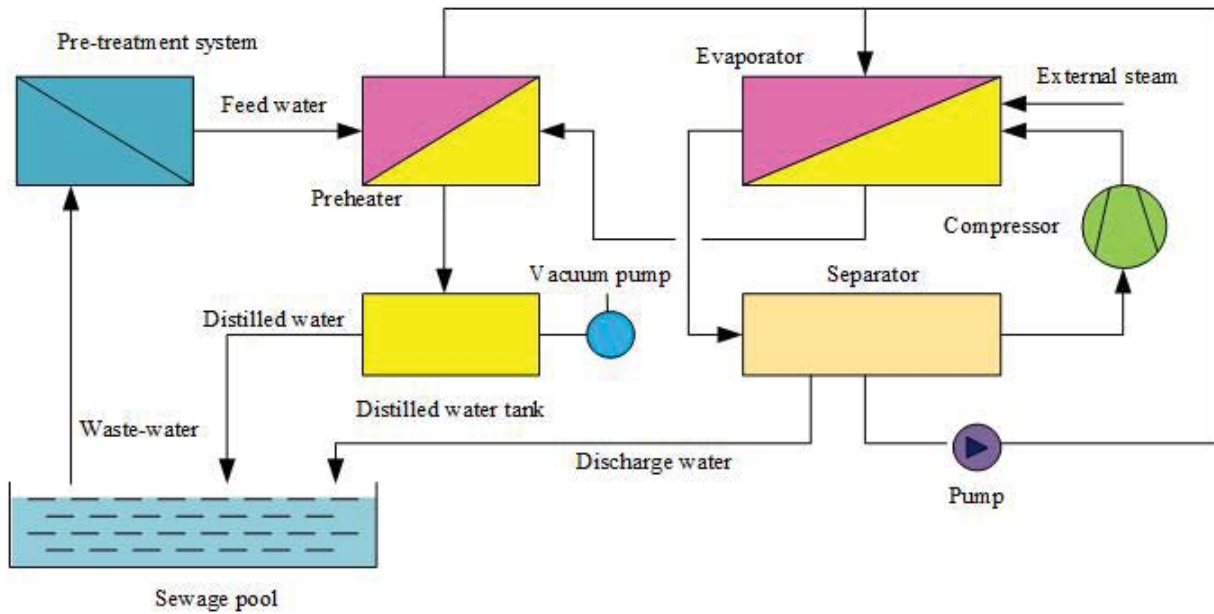 Pre-treatment system
Evaporator
External steam
Feed water
Preheater
Compressor
Vacuum pump
Separator
Distilled water
Distilled water tank
Waste-water
Discharge water
Pump
Sewage pool